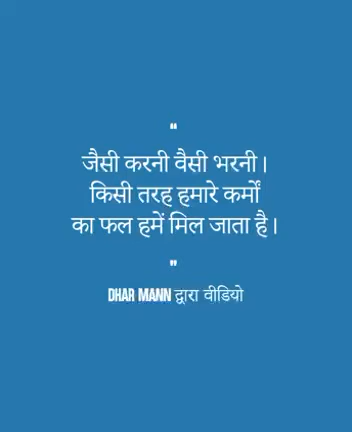 "
जैसी करनी वैसी भरनी।
किसी तरह हमारे कर्मों
का फल हमें मिल जाता है।
"
DHAR MANN द्वारा वीडियो